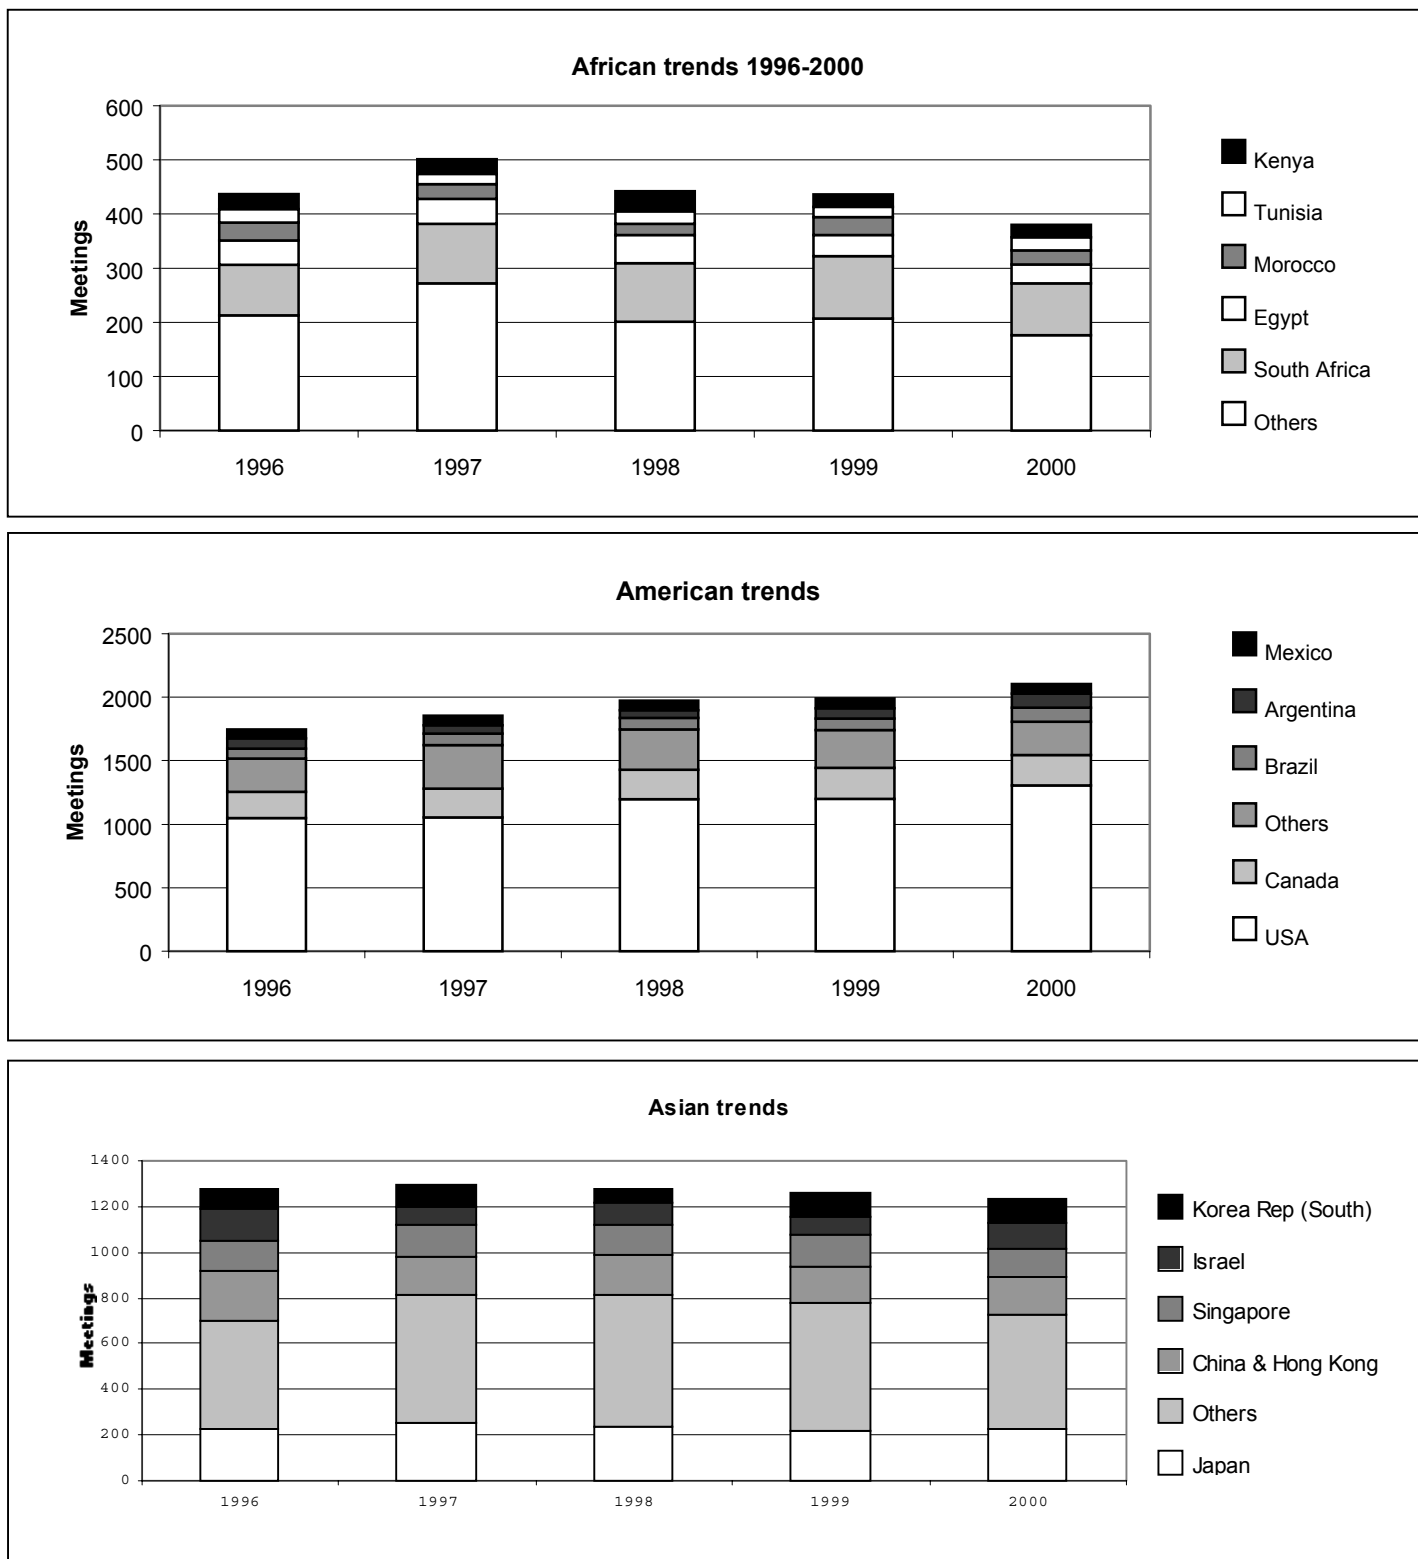 African trends 1996-2000
600
500
400
300
200
100
0
Meetings
1996 1997 1998 1999 2000
Kenya
Tunisia
Morocco
Egypt
South Africa
Others
American trends
2500
2000
1500
1000
500
0
Meetings
1996 1997 1998 1999 2000
Mexico
Argentina
Brazil
Others
Canada
USA
Asian trends
1400
1200
1000
800
600
400
200
0
Meetings
1996 1997 1998 1999 2000
Korea Rep (South)
Israel
Singapore
China & Hong Kong
Others
Japan